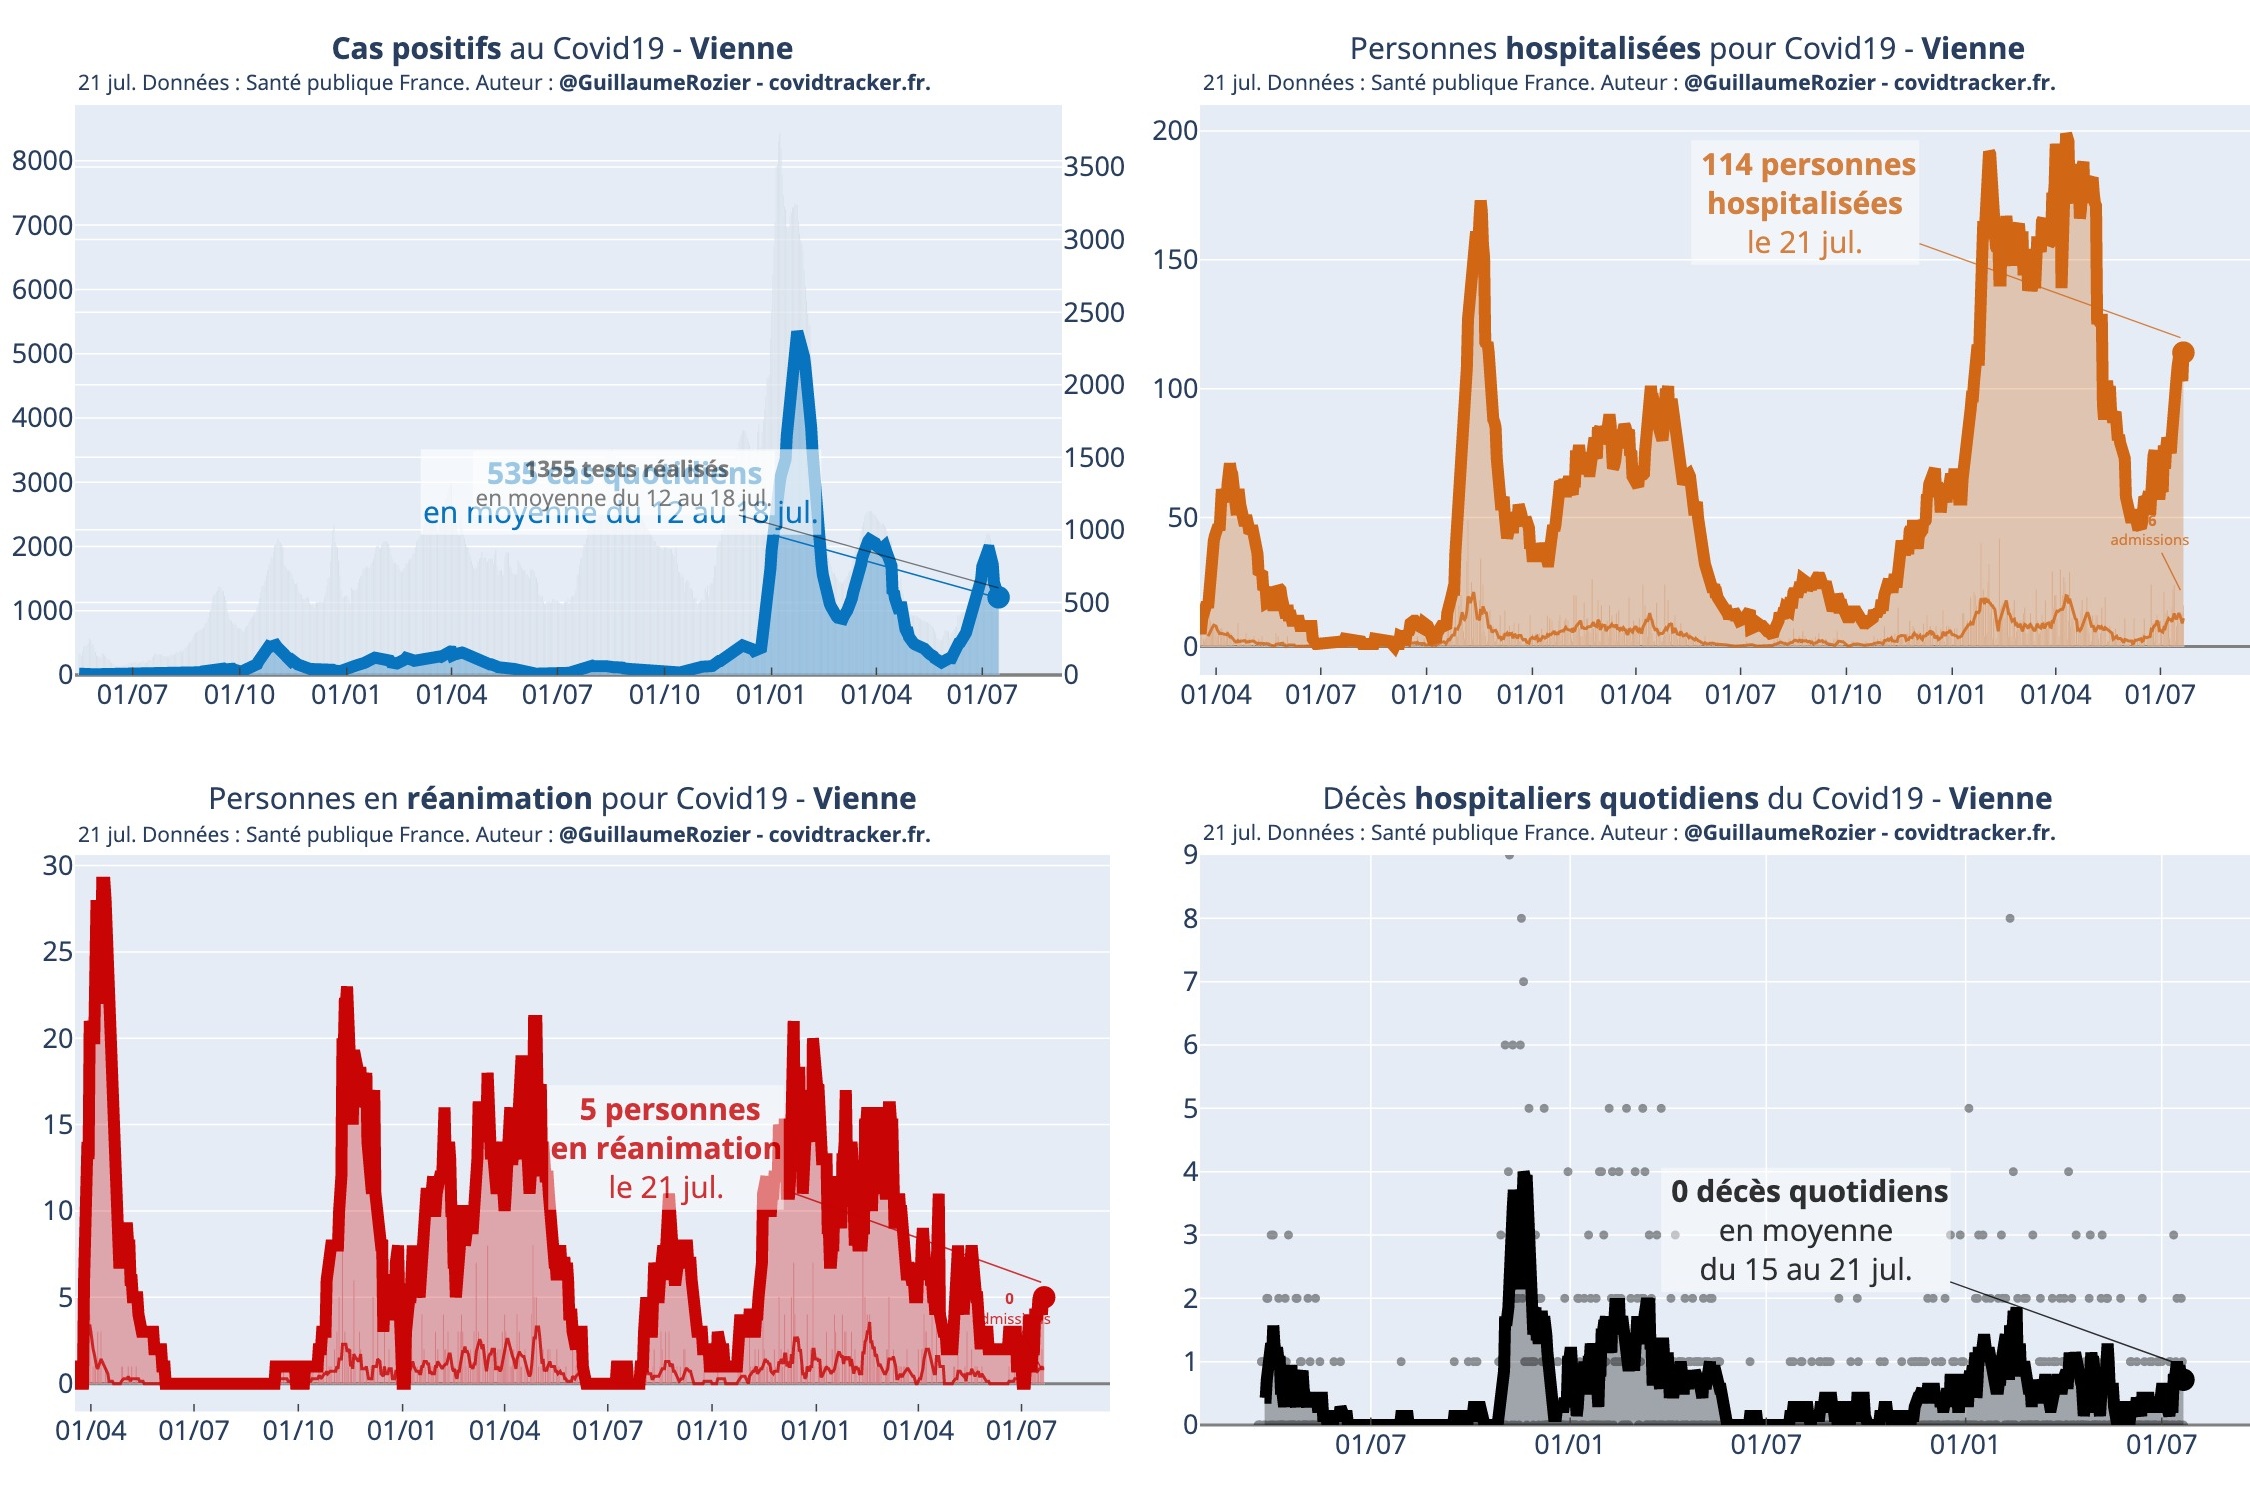 Cas positifs au Covid19 - Vienne
21 jul. Données : Santé publique France. Auteur : @GuillaumeRozier - covidtracker.fr.
8000
7000
6000
5000
4000
3000
2000
1000
0
3500
3000
2500
2000
1500
1000
500
0
535 cas quotidiens
en moyenne du 12 au 18 jul.
1355 tests réalisés
en moyenne du 12 au 18 jul.
01/07 01/10 01/01 01/04 01/07 01/10 01/01 01/04 01/07
Personnes hospitalisées pour Covid19 - Vienne
21 jul. Données : Santé publique France. Auteur : @GuillaumeRozier - covidtracker.fr.
200
150
100
50
0
114 personnes
hospitalisées
le 21 jul.
6
admissions
01/04 01/07 01/10 01/01 01/04 01/07 01/10 01/01 01/04 01/07
Personnes en réanimation pour Covid19 - Vienne
21 jul. Données : Santé publique France. Auteur : @GuillaumeRozier - covidtracker.fr.
30
25
20
15
10
5
0
5 personnes
en réanimation
le 21 jul.
0
admissions
01/04 01/07 01/10 01/01 01/04 01/07 01/10 01/01 01/04 01/07
Décès hospitaliers quotidiens du Covid19 - Vienne
21 jul. Données : Santé publique France. Auteur : @GuillaumeRozier - covidtracker.fr.
9
8
7
6
5
4
3
2
1
0
0 décès quotidiens
en moyenne
du 15 au 21 jul.
01/07 01/01 01/07 01/01 01/07